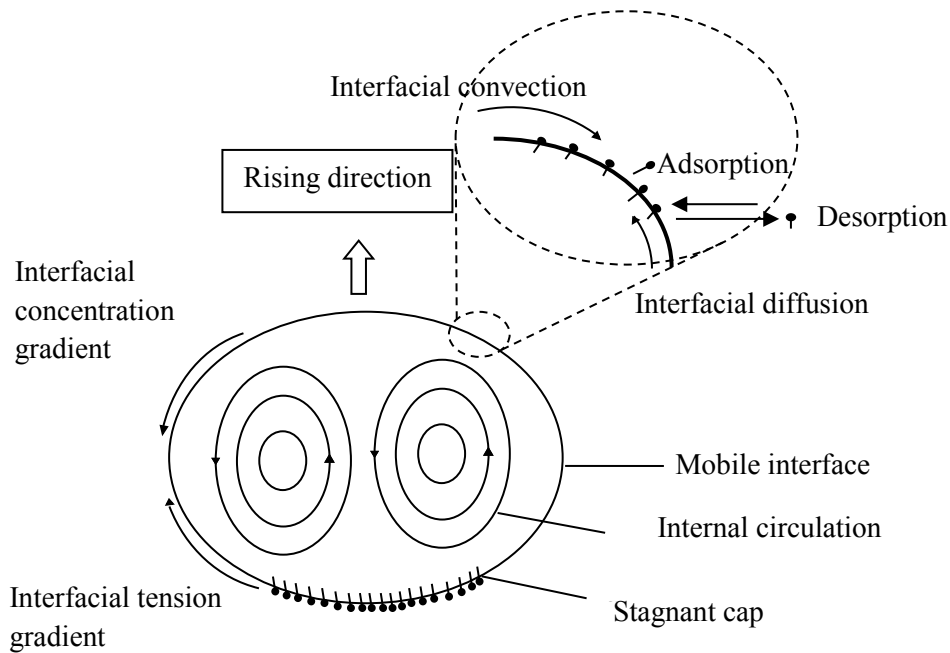 Interfacial convection
Rising direction
Adsorption
Desorption
Interfacial
concentration
gradient
Interfacial diffusion
Mobile interface
Internal circulation
Interfacial tension
gradient
Stagnant cap